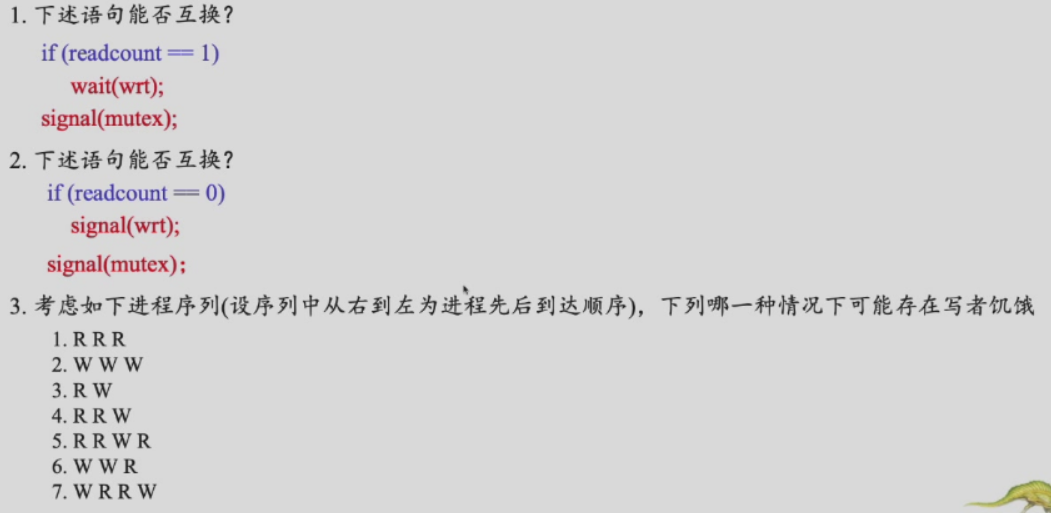 1. 下述语句能否互换?
if (readcount == 1)
wait(wrt);
signal(mutex);
2. 下述语句能否互换?
if (readcount == 0)
signal(wrt);
signal(mutex);
3. 考虑如下进程序列(设序列中从右到左为进程先后到达顺序)，下列哪一种情况下可能存在写者饥饿
1. R R R
2. W W W
3. R W
4. R R W
5. R R W R
6. W W R
7. W R R W